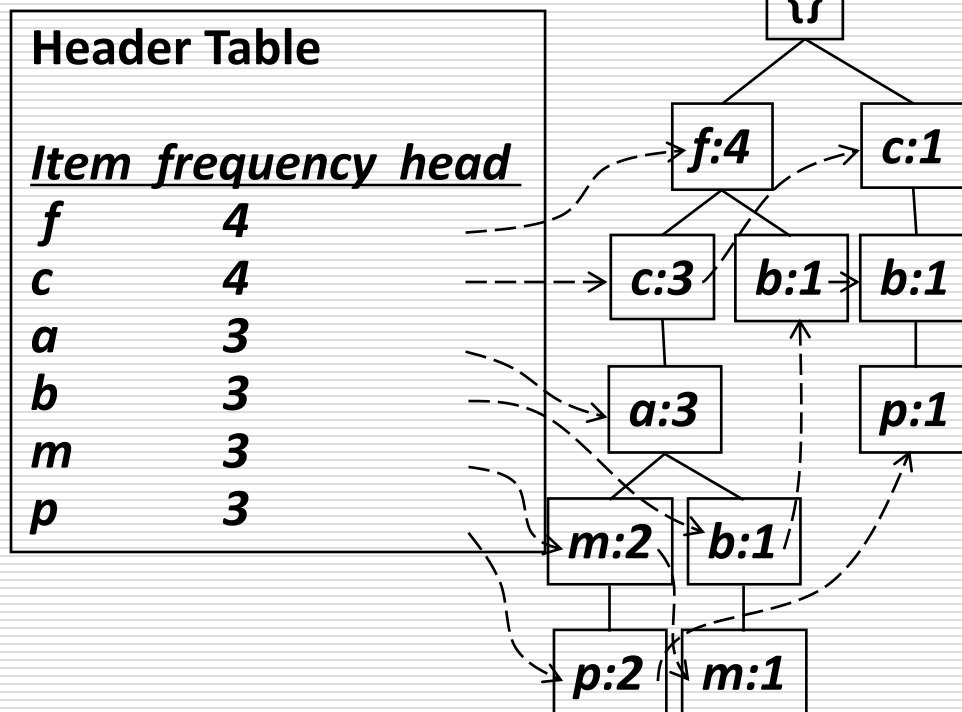 {}
Header Table
Item frequency head
f 4
c 4
a 3
b 3
m 3
p 3
f:4 c:1
c:3 b:1 b:1
a:3 p:1
m:2 b:1
p:2 m:1